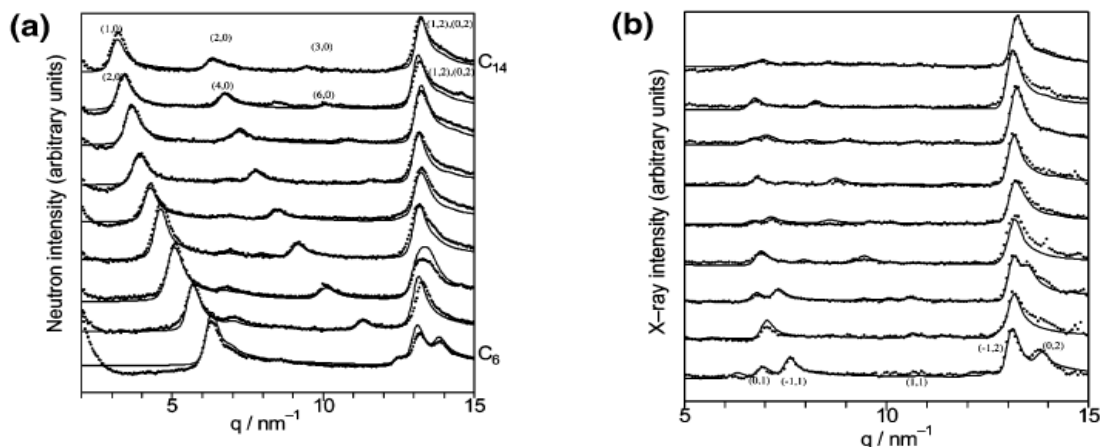 (a)
Neutron intensity (arbitrary units)
(1,0)
(2,0)
(3,0)
(1,2),(0,2)
C14
(2,0)
(4,0)
(6,0)
(1,2),(0,2)
C6
5
10
15
q / nm–1
(b)
X–ray intensity (arbitrary units)
(0,1)
(-1,1)
(1,1)
(-1,2)
(0,2)
5
10
15
q / nm–1